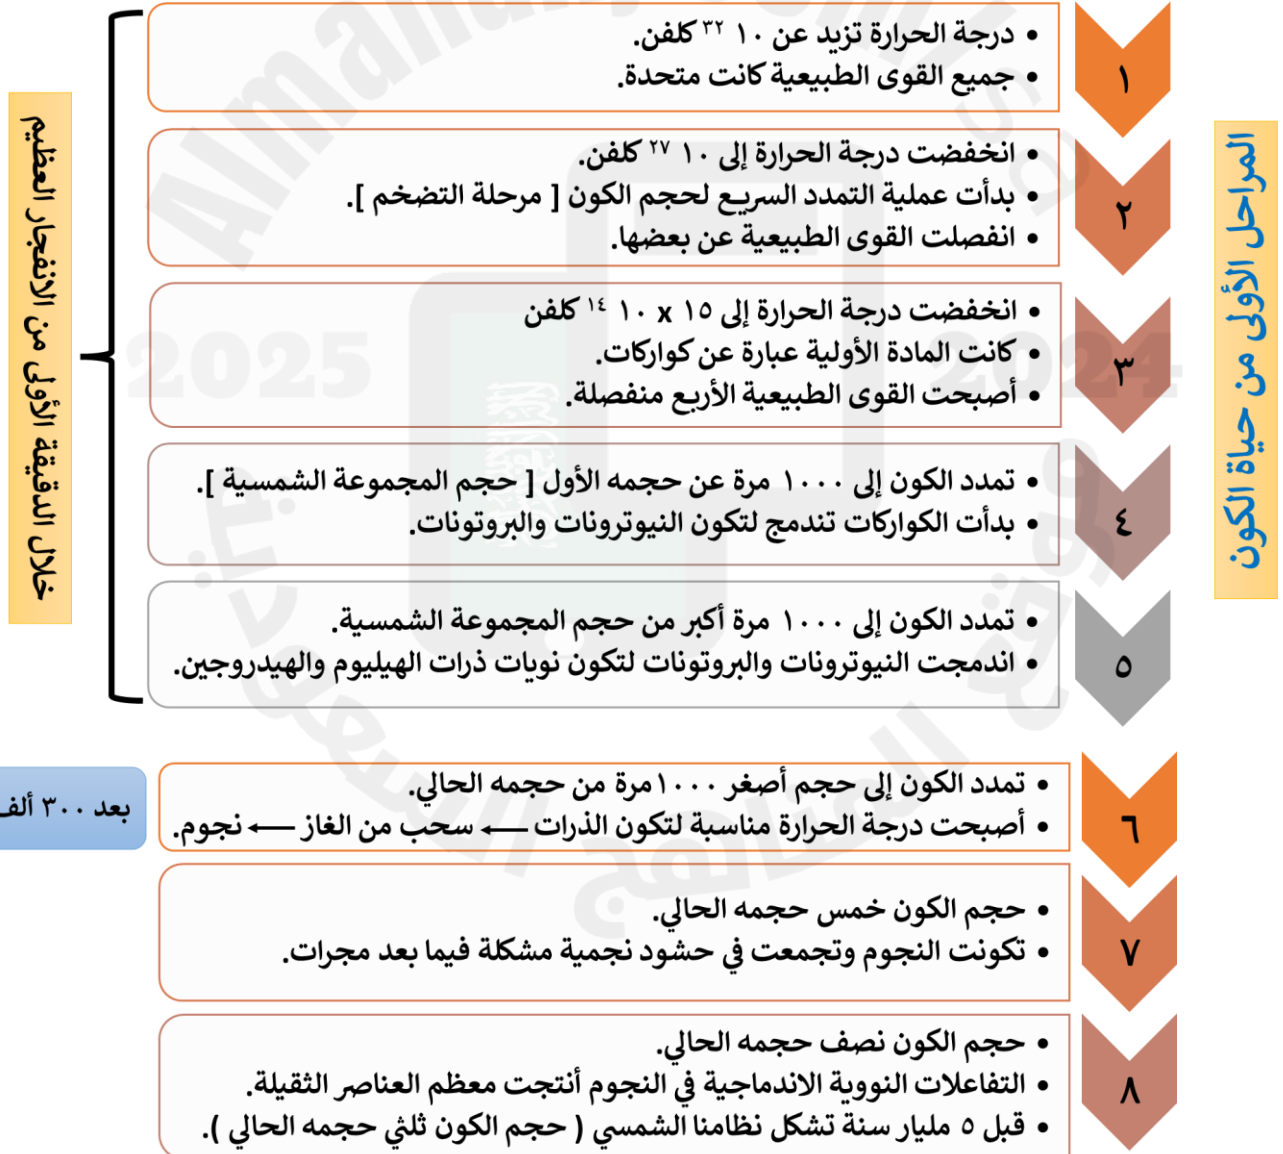 المراحل الأولى من حياة الكون
خلال الدقيقة الأولى من الانفجار العظيم
١
• درجة الحرارة تزيد عن ١٠ ³² كلفن.
• جميع القوى الطبيعية كانت متحدة.
٢
• انخفضت درجة الحرارة إلى ١٠ ²⁷ كلفن.
• بدأت عملية التمدد السريع لحجم الكون [ مرحلة التضخم ].
• انفصلت القوى الطبيعية عن بعضها.
٣
• انخفضت درجة الحرارة إلى ١٥ x ١٠ ¹⁴ كلفن
• كانت المادة الأولية عبارة عن كواركات.
• أصبحت القوى الطبيعية الأربع منفصلة.
٤
• تمدد الكون إلى ١٠٠٠ مرة عن حجمه الأول [ حجم المجموعة الشمسية ].
• بدأت الكواركات تندمج لتكون النيوترونات والبروتونات.
٥
• تمدد الكون إلى ١٠٠٠ مرة أكبر من حجم المجموعة الشمسية.
• اندمجت النيوترونات والبروتونات لتكون نويات ذرات الهيليوم والهيدروجين.
٦
• تمدد الكون إلى حجم أصغر ١٠٠٠مرة من حجمه الحالي.
• أصبحت درجة الحرارة مناسبة لتكون الذرات ← سحب من الغاز ← نجوم.
بعد ٣٠٠ ألف
٧
• حجم الكون خمس حجمه الحالي.
• تكونت النجوم وتجمعت في حشود نجمية مشكلة فيما بعد مجرات.
٨
• حجم الكون نصف حجمه الحالي.
• التفاعلات النووية الاندماجية في النجوم أنتجت معظم العناصر الثقيلة.
• قبل ٥ مليار سنة تشكل نظامنا الشمسي ( حجم الكون ثلثي حجمه الحالي ).
2025
2024
موقع المناهج السعودية